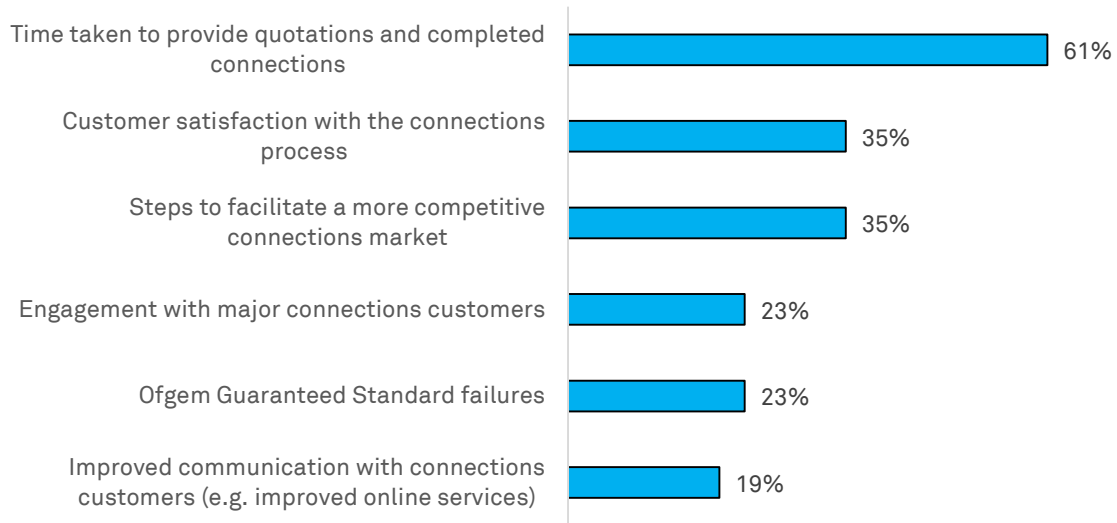 Time taken to provide quotations and completed
connections
61%
Customer satisfaction with the connections
process
35%
Steps to facilitate a more competitive
connections market
35%
Engagement with major connections customers
23%
Ofgem Guaranteed Standard failures
23%
Improved communication with connections
customers (e.g. improved online services)
19%